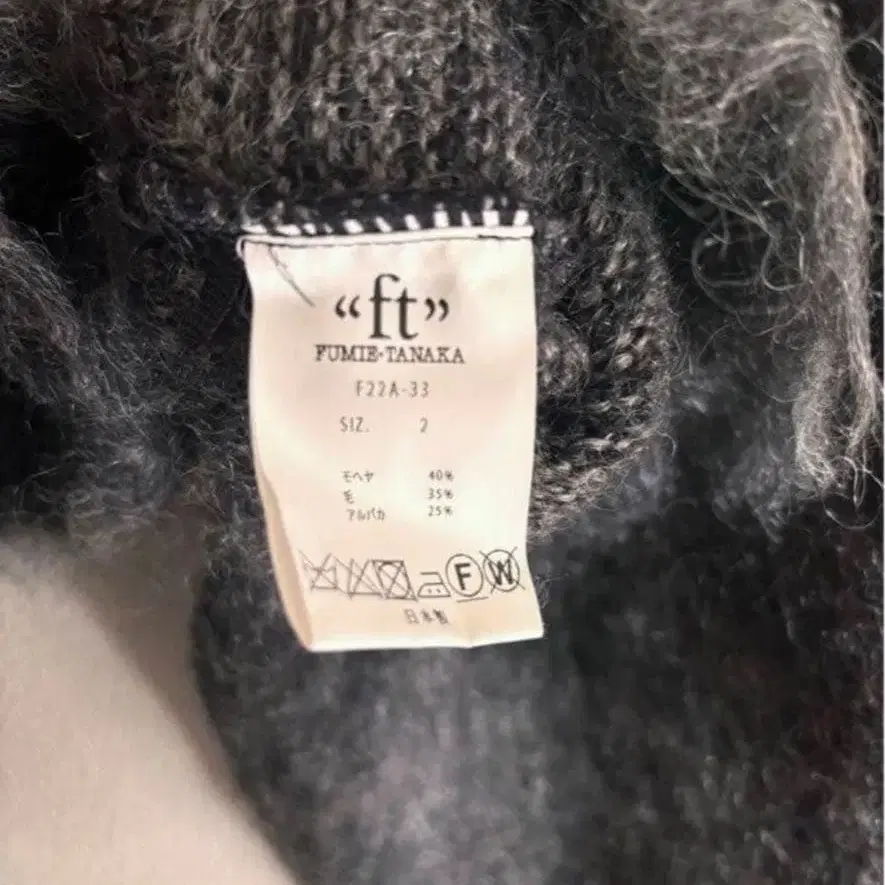 “ft”
FUMIE=TANAKA
F22A-33
SIZ. 2
モヘヤ 40%
毛 35%
アルパカ 25%
F W
日本製